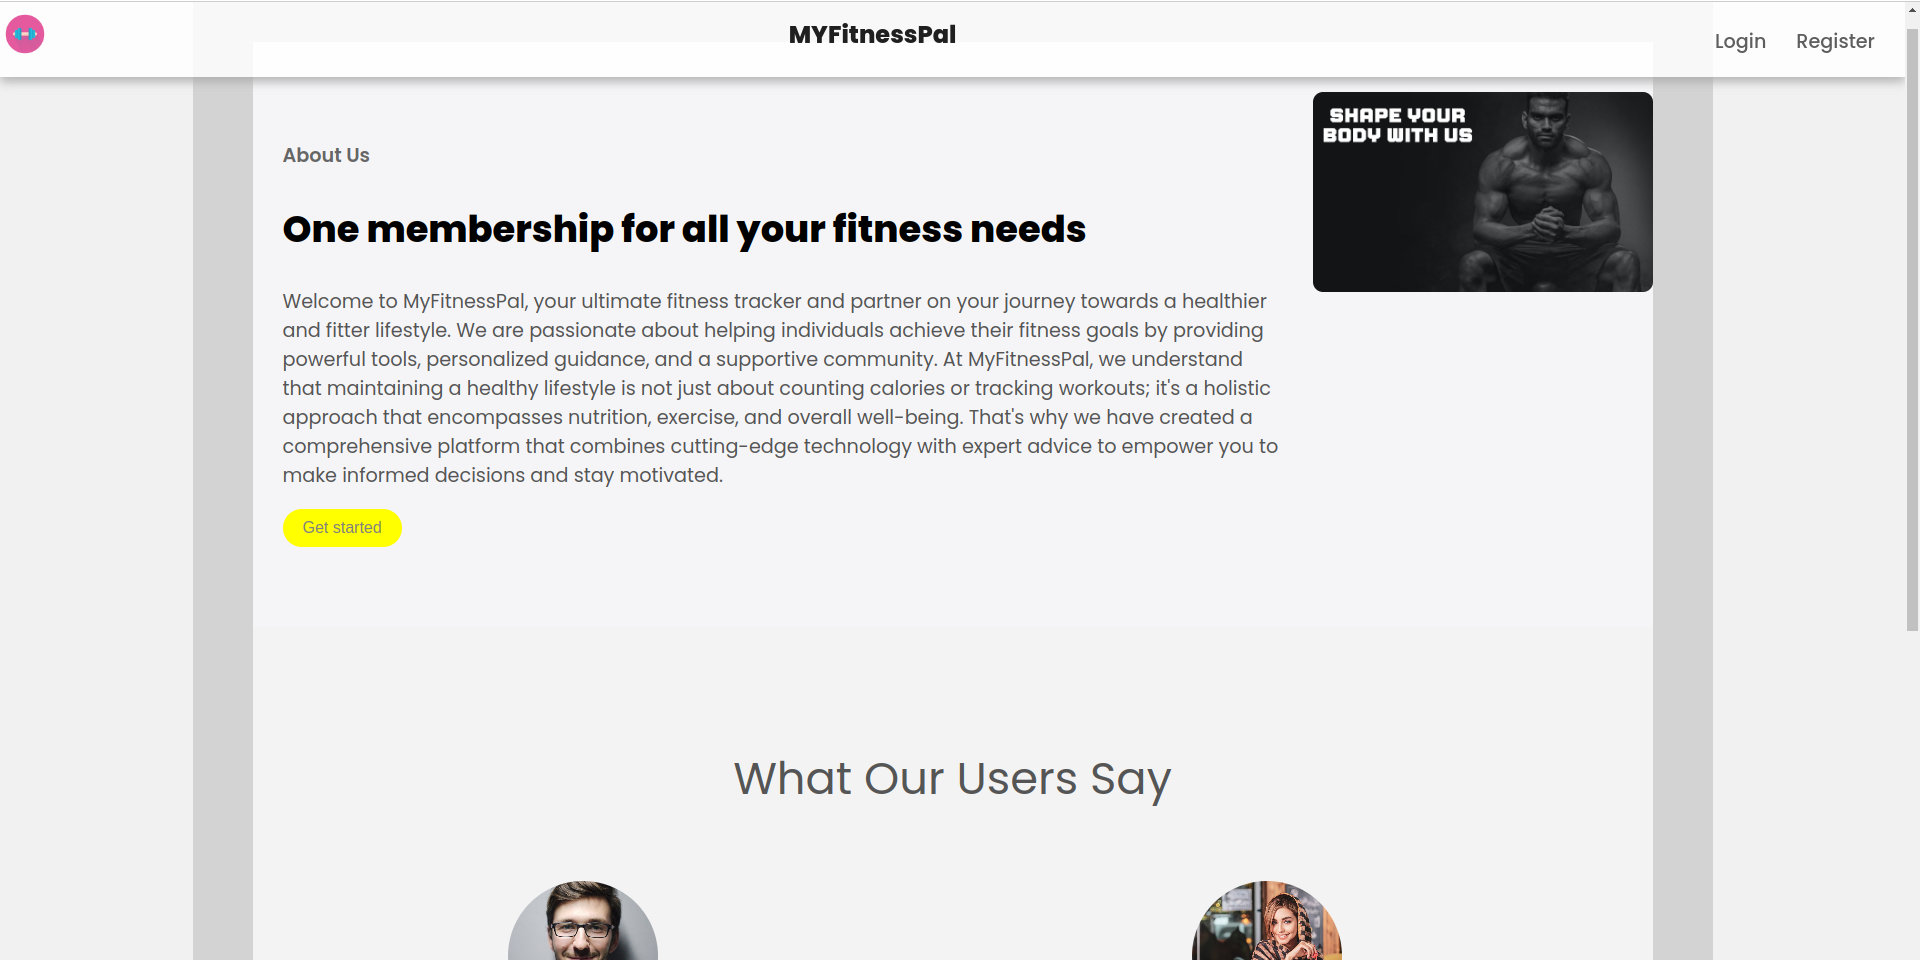 MYFitnessPal
Login
Register
SHAPE YOUR
BODY WITH US
About Us
One membership for all your fitness needs
Welcome to MyFitnessPal, your ultimate fitness tracker and partner on your journey towards a healthier
and fitter lifestyle. We are passionate about helping individuals achieve their fitness goals by providing
powerful tools, personalized guidance, and a supportive community. At MyFitnessPal, we understand
that maintaining a healthy lifestyle is not just about counting calories or tracking workouts; it's a holistic
approach that encompasses nutrition, exercise, and overall well-being. That's why we have created a
comprehensive platform that combines cutting-edge technology with expert advice to empower you to
make informed decisions and stay motivated.
Get started
What Our Users Say